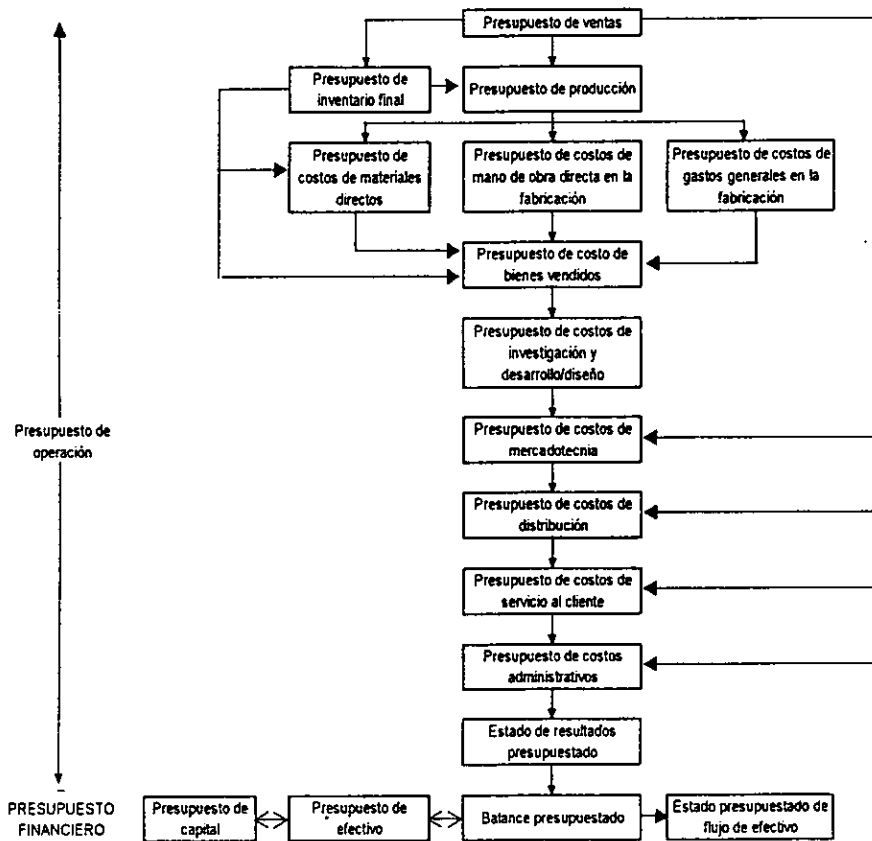 Presupuesto de ventas
Presupuesto de
inventario final
Presupuesto de producción
Presupuesto de
costos de materiales
directos
Presupuesto de costos de
mano de obra directa en la
fabricación
Presupuesto de costos de
gastos generales en la
fabricación
Presupuesto de costo de
bienes vendidos
Presupuesto de costos de
investigación y
desarrollo/diseño
Presupuesto de
operación
Presupuesto de costos de
mercadotecnia
Presupuesto de costos de
distribución
Presupuesto de costos de
servicio al cliente
Presupuesto de costos
administrativos
Estado de resultados
presupuestado
PRESUPUESTO
FINANCIERO
Presupuesto de
capital
Presupuesto de
efectivo
Balance presupuestado
Estado presupuestado de
flujo de efectivo